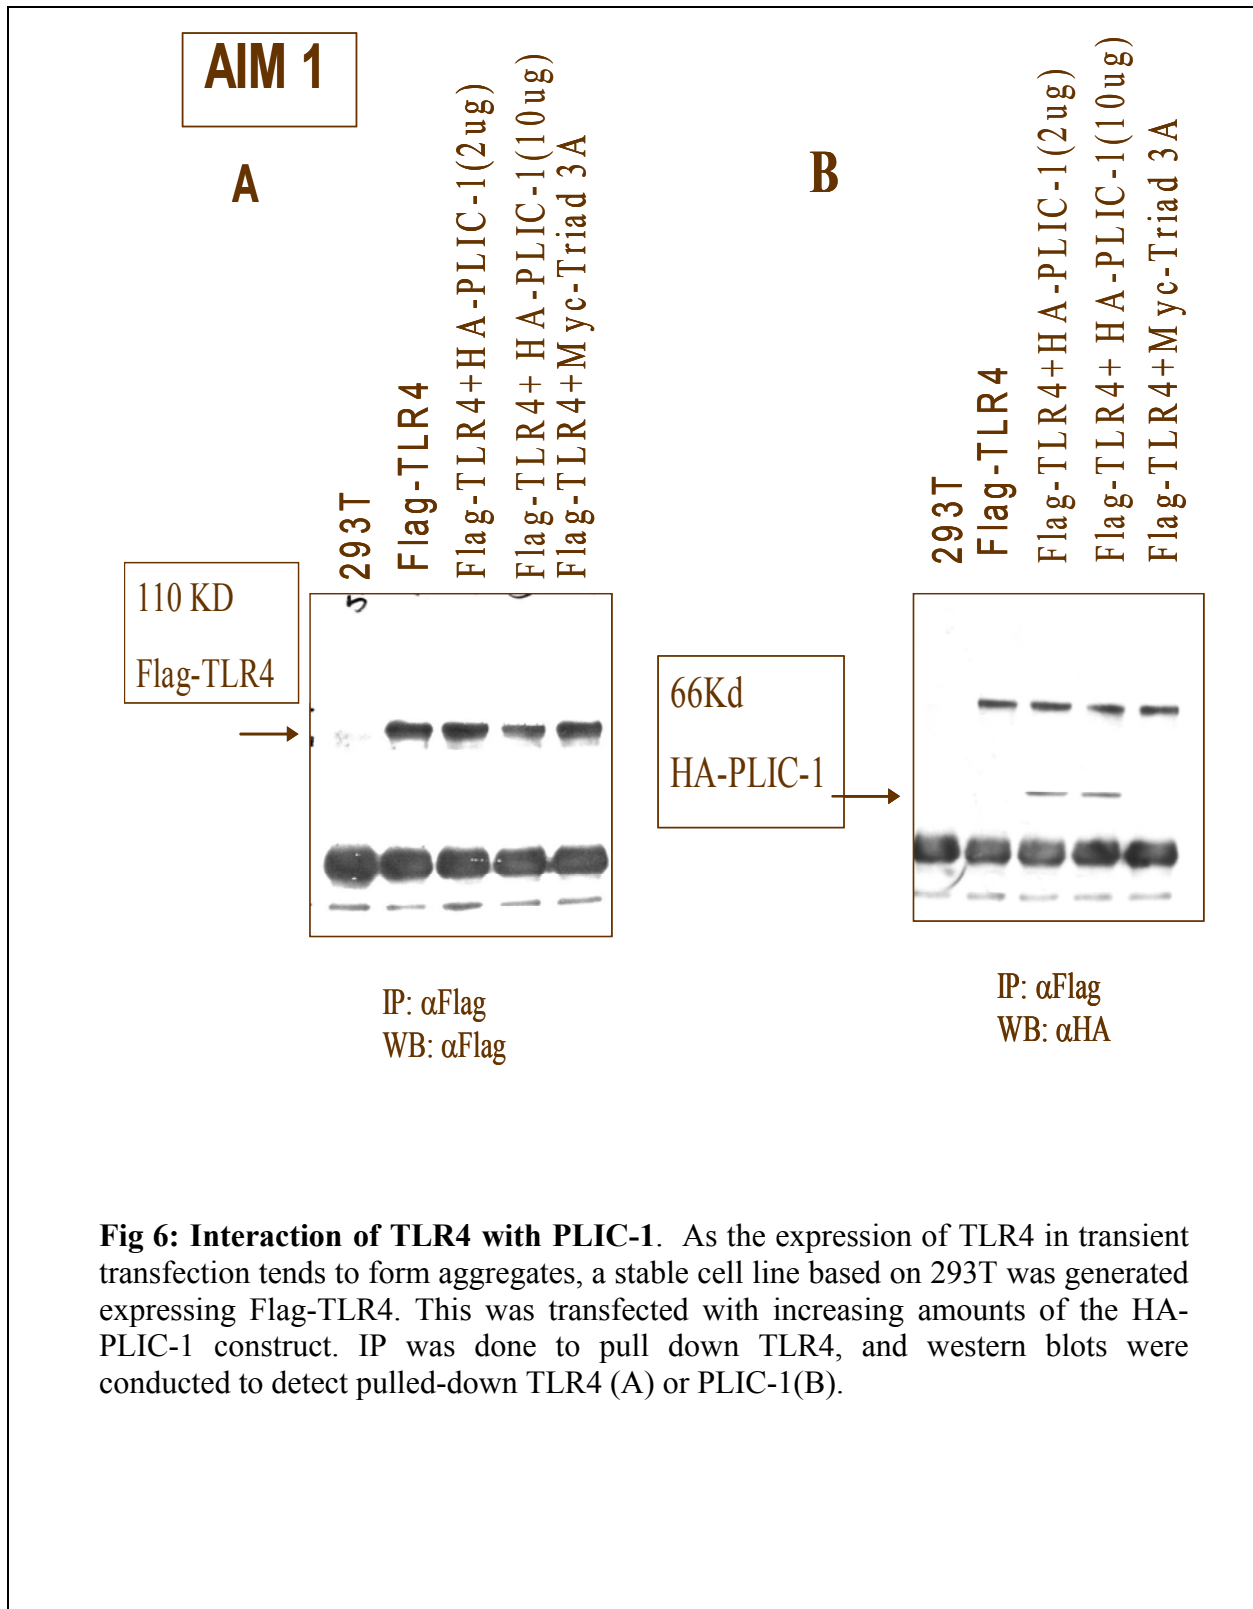 AIM 1
A
B
293T
Flag-TLR4
Flag-TLR4+HA-PLIC-1(2ug)
Flag-TLR4+ HA-PLIC-1(10ug)
Flag-TLR4+Myc-Triad 3A
293T
Flag-TLR4
Flag-TLR4+HA-PLIC-1(2ug)
Flag-TLR4+ HA-PLIC-1(10ug)
Flag-TLR4+Myc-Triad 3A
110 KD
Flag-TLR4
66Kd
HA-PLIC-1
IP: αFlag
WB: αFlag
IP: αFlag
WB: αHA
Fig 6: Interaction of TLR4 with PLIC-1. As the expression of TLR4 in transient
transfection tends to form aggregates, a stable cell line based on 293T was generated
expressing Flag-TLR4. This was transfected with increasing amounts of the HA-
PLIC-1 construct. IP was done to pull down TLR4, and western blots were
conducted to detect pulled-down TLR4 (A) or PLIC-1(B).